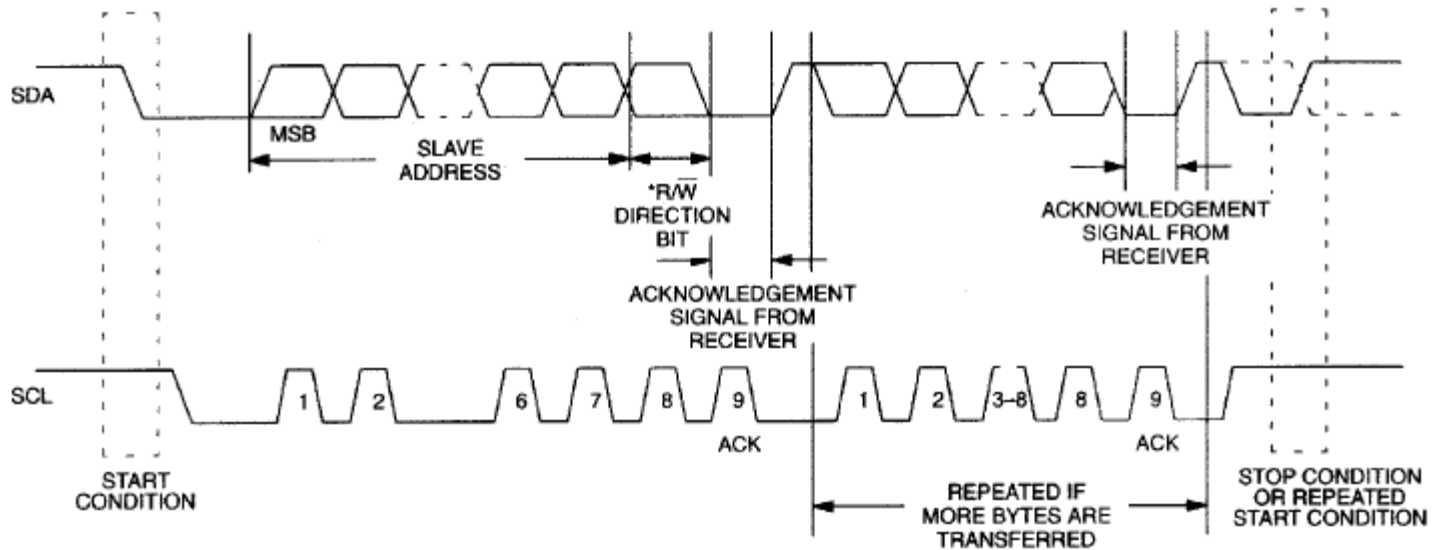 SDA
MSB
SLAVE
ADDRESS
*R/W̅
DIRECTION
BIT
ACKNOWLEDGEMENT
SIGNAL FROM
RECEIVER
ACKNOWLEDGEMENT
SIGNAL FROM
RECEIVER
SCL
1 2 6 7 8 9 1 2 3–8 8 9
ACK
ACK
START
CONDITION
REPEATED IF
MORE BYTES ARE
TRANSFERRED
STOP CONDITION
OR REPEATED
START CONDITION